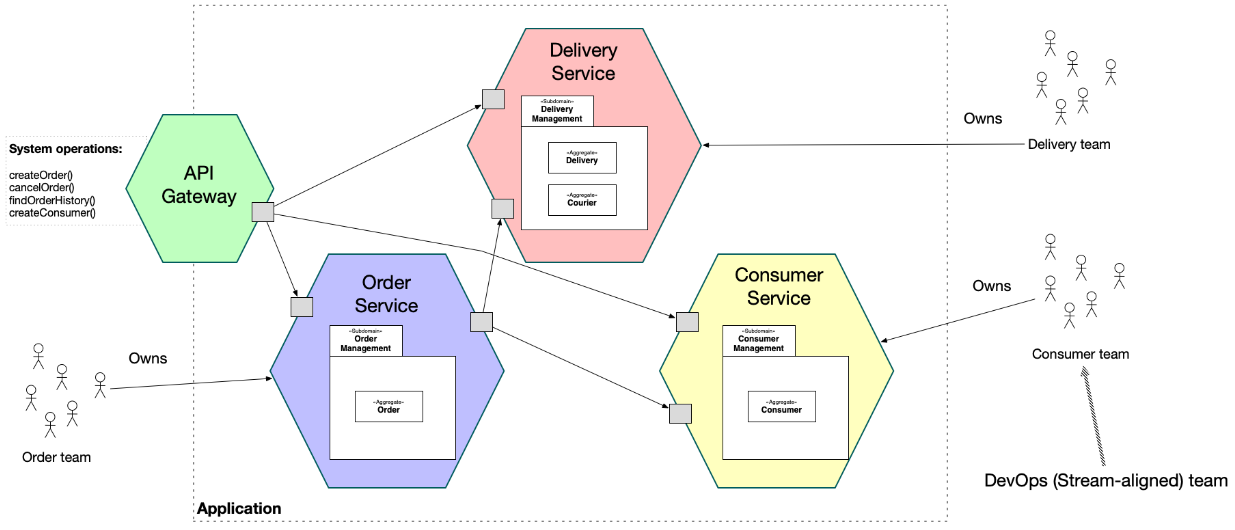 Delivery
Service
«Subdomain»
Delivery
Management
«Aggregate»
Delivery
«Aggregate»
Courier
Owns
Delivery team
System operations:
createOrder()
cancelOrder()
findOrderHistory()
createConsumer()
API
Gateway
Order
Service
«Subdomain»
Order
Management
«Aggregate»
Order
Consumer
Service
«Subdomain»
Consumer
Management
«Aggregate»
Consumer
Owns
Consumer team
Owns
Order team
DevOps (Stream-aligned) team
Application